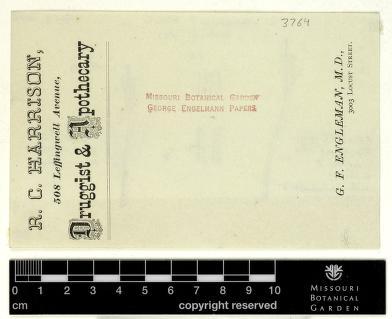 3764
R. C. HARRISON,
508 Leffingwell Avenue,
Druggist & Apothecary
MISSOURI BOTANICAL GARDEN
GEORGE ENGELMANN PAPERS
G. F. ENGLEMAN, M.D.,
3003 LOCUST STREET.
0 1 2 3 4 5 6 7 8 9 10
cm
copyright reserved
MISSOURI
BOTANICAL
GARDEN